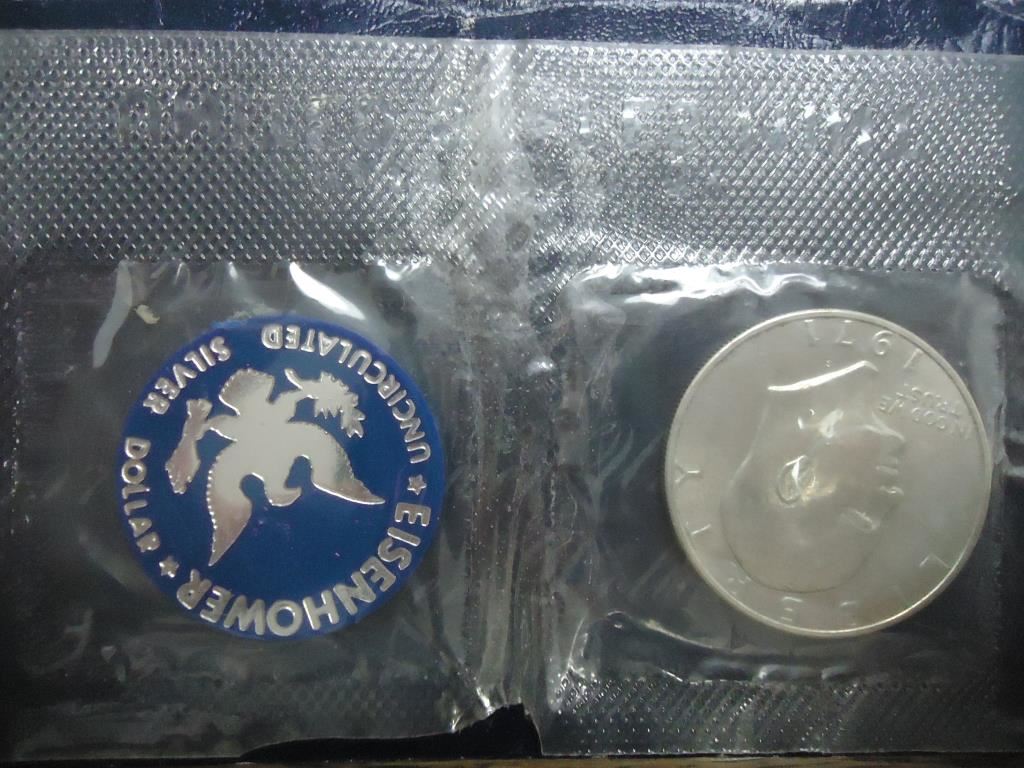 EISENHOWER
UNCIRCULATED
SILVER
DOLLAR
LIBERTY
IN GOD WE
TRUST
1971